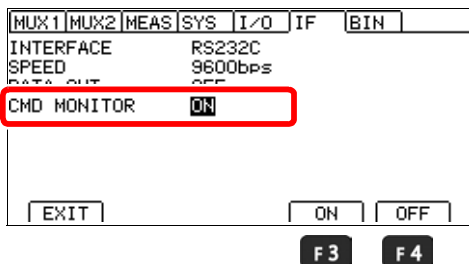 MUX1 MUX2 MEAS SYS I/O IF BIN
INTERFACE RS232C
SPEED 9600bps
CMD MONITOR ON
EXIT ON OFF
F3 F4